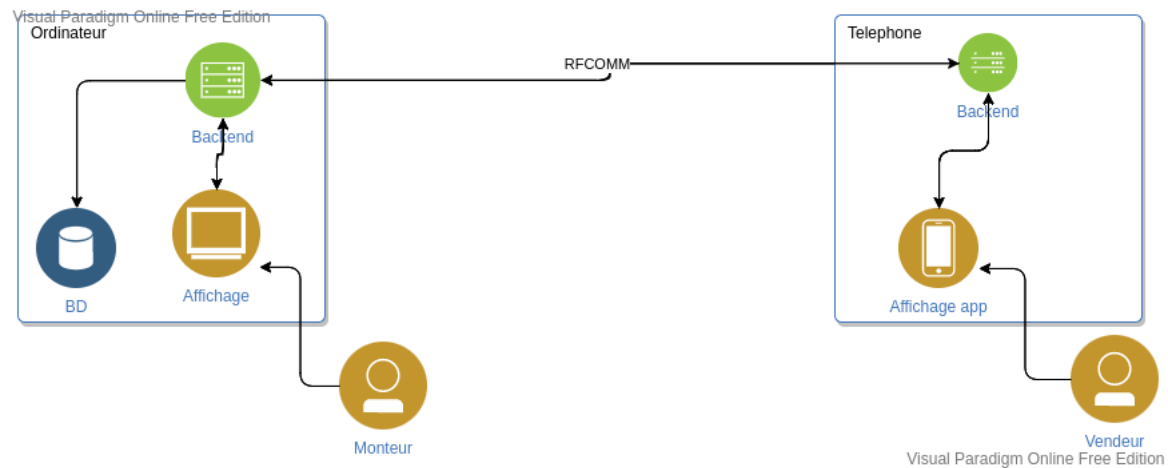 Visual Paradigm Online Free Edition
Ordinateur
Telephone
RFCOMM
Backend
Backend
Affichage
BD
Affichage app
Monteur
Vendeur
Visual Paradigm Online Free Edition